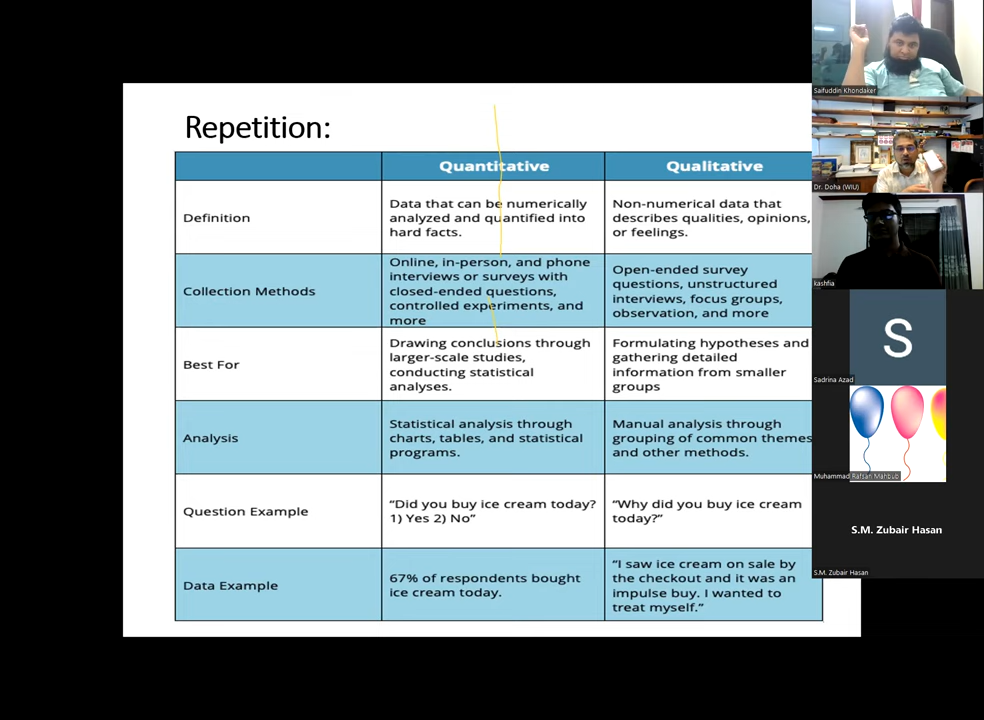 Repetition:
Quantitative
Qualitative
Definition
Data that can be numerically
analyzed and quantified into
hard facts.
Non-numerical data that
describes qualities, opinions,
or feelings.
Collection Methods
Online, in-person, and phone
interviews or surveys with
closed-ended questions,
controlled experiments, and
more
Open-ended survey
questions, unstructured
interviews, focus groups,
observation, and more
Best For
Drawing conclusions through
larger-scale studies,
conducting statistical
analyses.
Formulating hypotheses and
gathering detailed
information from smaller
groups
Analysis
Statistical analysis through
charts, tables, and statistical
programs.
Manual analysis through
grouping of common themes
and other methods.
Question Example
“Did you buy ice cream today?
1) Yes 2) No”
“Why did you buy ice cream
today?”
Data Example
67% of respondents bought
ice cream today.
“I saw ice cream on sale by
the checkout and it was an
impulse buy. I wanted to
treat myself.”
Saifuddin Khondaker
Dr. Doha (WIU)
kashfia
S
Sadrina Azad
Muhammad Rafsan Mahbub
S.M. Zubair Hasan
S.M. Zubair Hasan